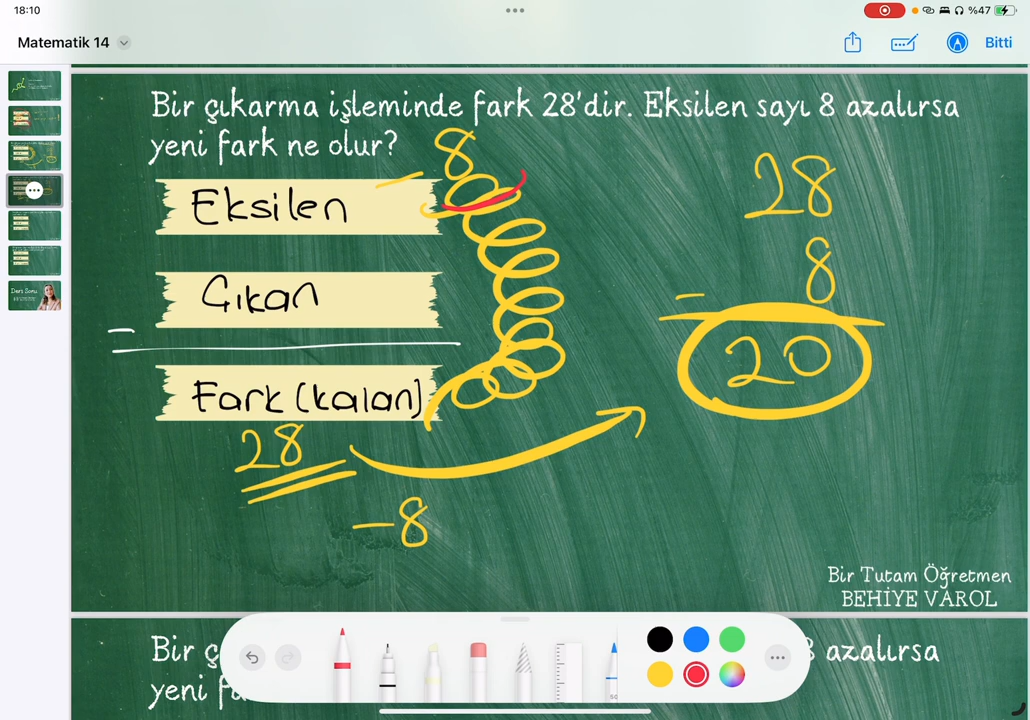 18:10
%47
Matematik 14
Bitti
Bir çıkarma işleminde fark 28'dir. Eksilen sayı 8 azalırsa
yeni fark ne olur?
8
Eksilen
Çıkan
Fark (kalan)
28
-8
28
8
20
Bir Tutam Öğretmen
BEHİYE VAROL
8 azalırsa
yeni
Ders Sonu